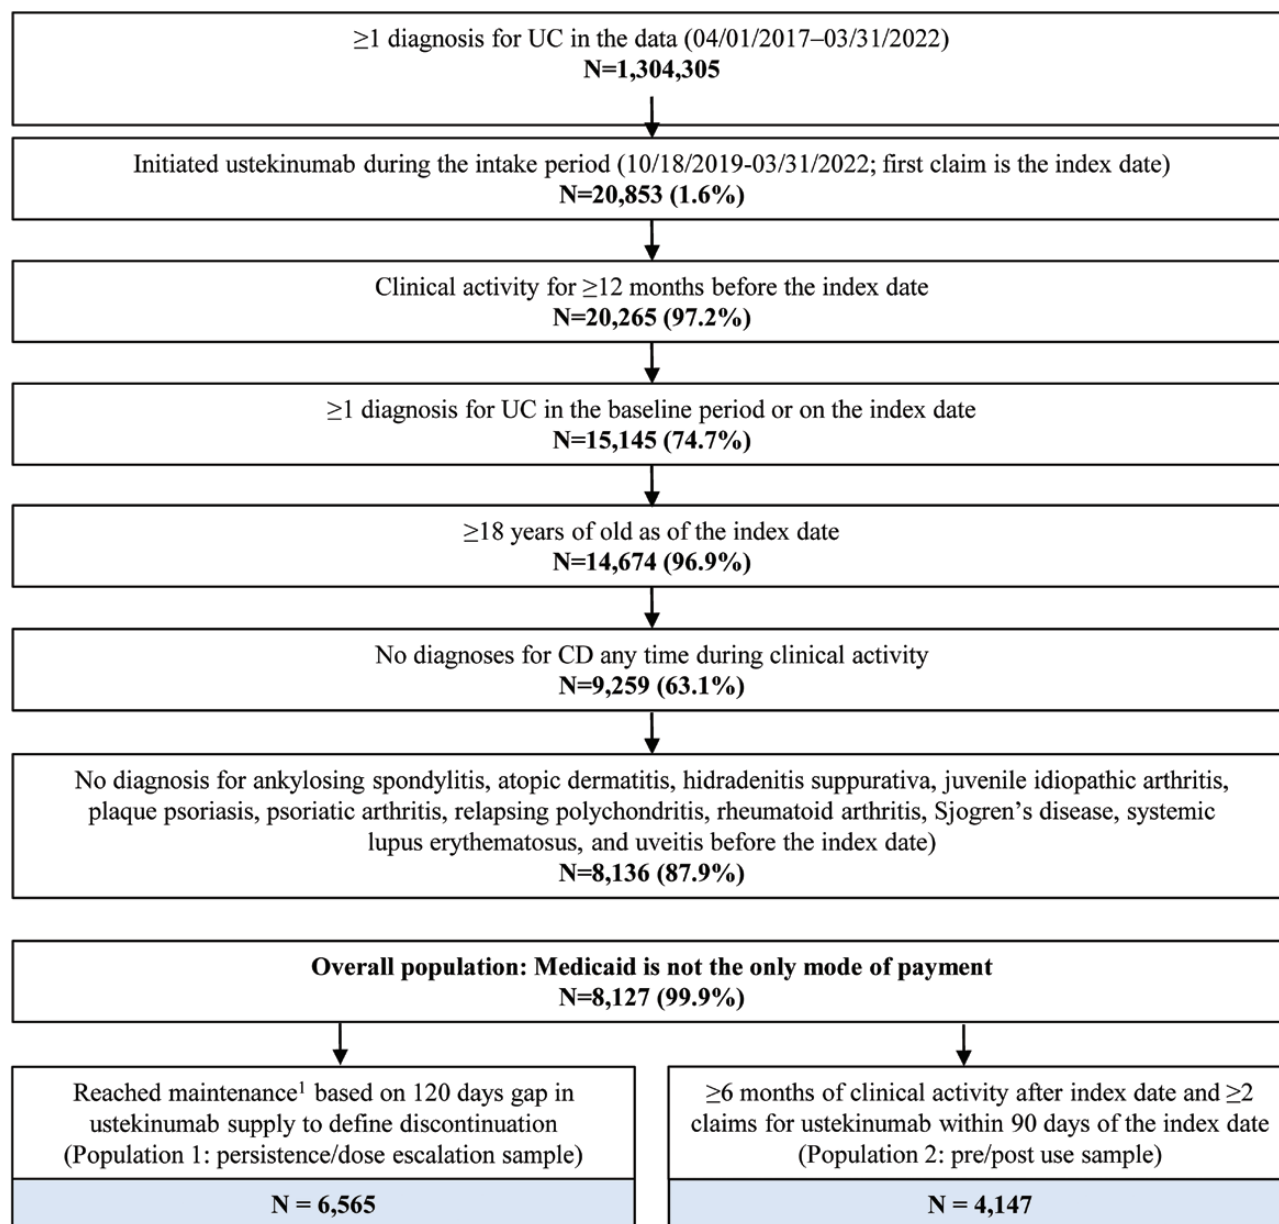 ≥1 diagnosis for UC in the data (04/01/2017–03/31/2022)
N=1,304,305
Initiated ustekinumab during the intake period (10/18/2019-03/31/2022; first claim is the index date)
N=20,853 (1.6%)
Clinical activity for ≥12 months before the index date
N=20,265 (97.2%)
≥1 diagnosis for UC in the baseline period or on the index date
N=15,145 (74.7%)
≥18 years of old as of the index date
N=14,674 (96.9%)
No diagnoses for CD any time during clinical activity
N=9,259 (63.1%)
No diagnosis for ankylosing spondylitis, atopic dermatitis, hidradenitis suppurativa, juvenile idiopathic arthritis,
plaque psoriasis, psoriatic arthritis, relapsing polychondritis, rheumatoid arthritis, Sjogren’s disease, systemic
lupus erythematosus, and uveitis before the index date)
N=8,136 (87.9%)
Overall population: Medicaid is not the only mode of payment
N=8,127 (99.9%)
Reached maintenance¹ based on 120 days gap in
ustekinumab supply to define discontinuation
(Population 1: persistence/dose escalation sample)
N = 6,565
≥6 months of clinical activity after index date and ≥2
claims for ustekinumab within 90 days of the index date
(Population 2: pre/post use sample)
N = 4,147